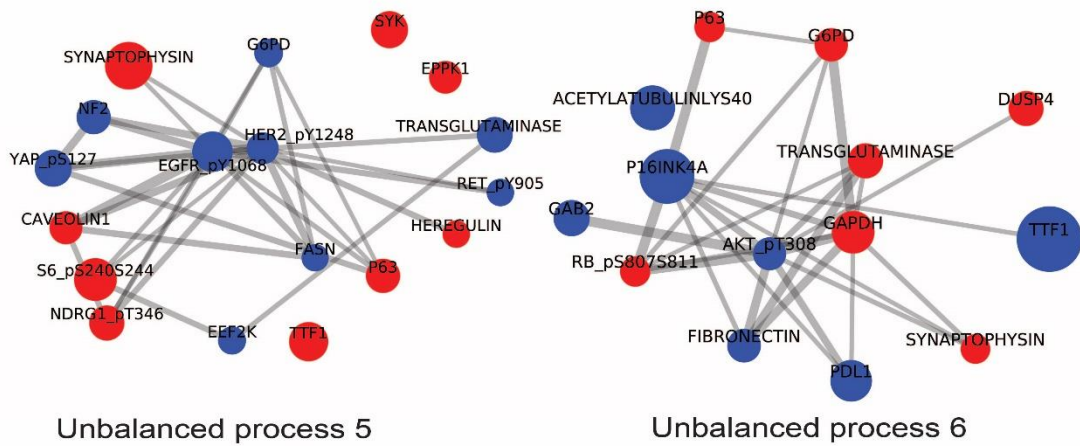 SYK
G6PD
SYNAPTOPHYSIN
EPPK1
NF2
TRANSGLUTAMINASE
HER2_pY1248
YAP_pS127
EGFR_pY1068
RET_pY905
CAVEOLIN1
HEREGULIN
FASN
S6_pS240S244
P63
NDRG1_pT346
EEF2K
TTF1
Unbalanced process 5
P63
G6PD
ACETYLATUBULINLYS40
DUSP4
TRANSGLUTAMINASE
P16INK4A
GAB2
GAPDH
TTF1
AKT_pT308
RB_pS807S811
FIBRONECTIN
SYNAPTOPHYSIN
PDL1
Unbalanced process 6